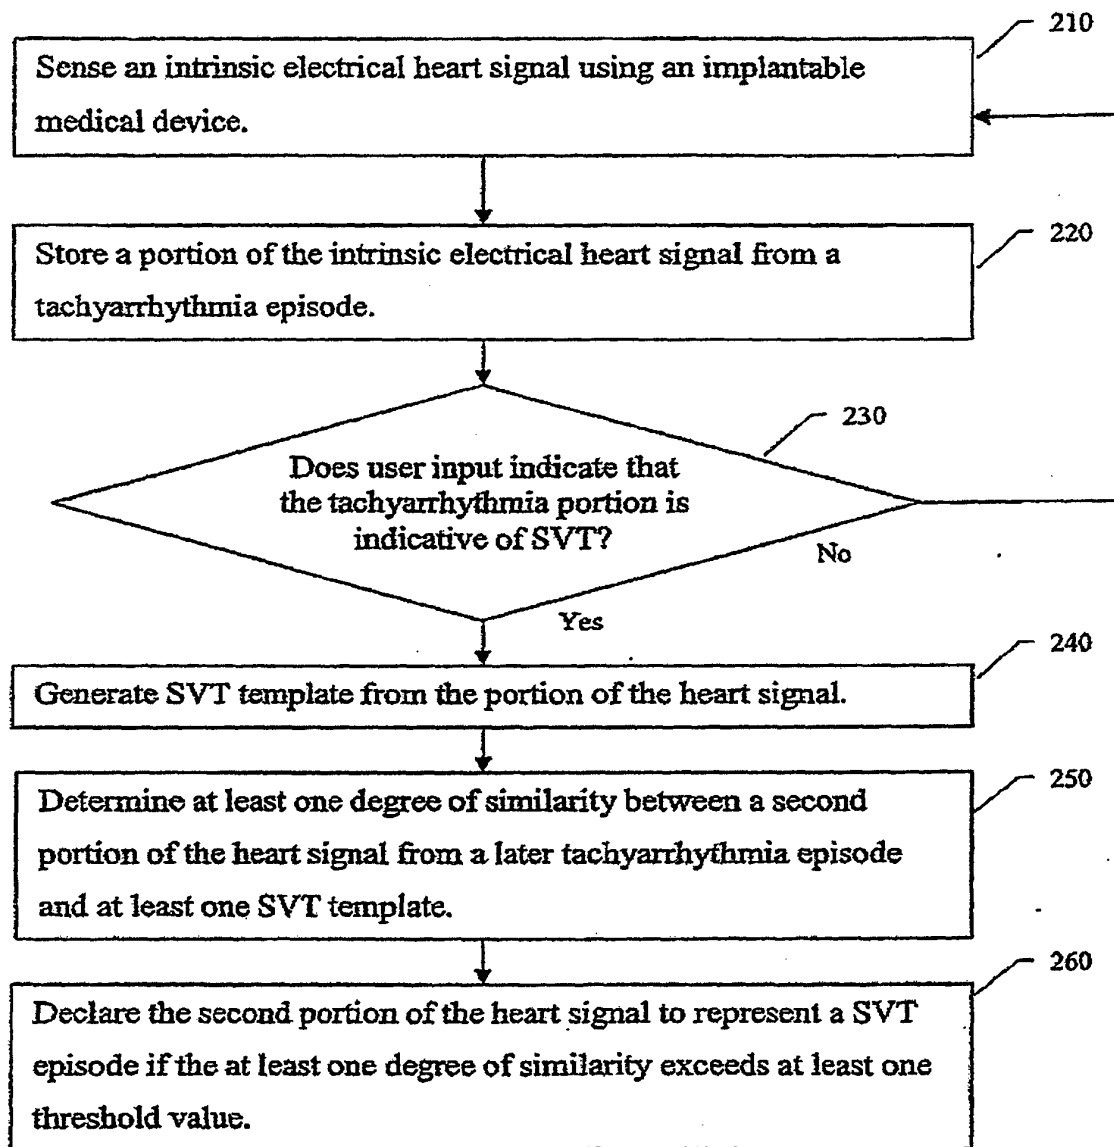 210
Sense an intrinsic electrical heart signal using an implantable
medical device.
220
Store a portion of the intrinsic electrical heart signal from a
tachyarrhythmia episode.
230
Does user input indicate that
the tachyarrhythmia portion is
indicative of SVT?
No
Yes
240
Generate SVT template from the portion of the heart signal.
250
Determine at least one degree of similarity between a second
portion of the heart signal from a later tachyarrhythmia episode
and at least one SVT template.
260
Declare the second portion of the heart signal to represent a SVT
episode if the at least one degree of similarity exceeds at least one
threshold value.